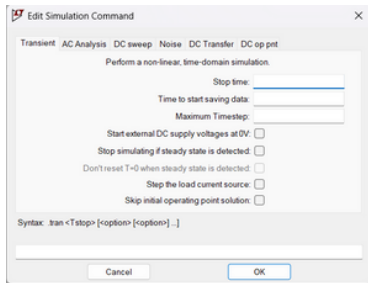 Edit Simulation Command
Transient AC Analysis DC sweep Noise DC Transfer DC op pnt
Perform a non-linear, time-domain simulation.
Stop time:
Time to start saving data:
Maximum Timestep:
Start external DC supply voltages at 0V:
Stop simulating if steady state is detected:
Don't reset T=0 when steady state is detected:
Step the load current source:
Skip initial operating point solution:
Syntax: .tran <Tstop> [<option> [<option>] ...]
Cancel OK